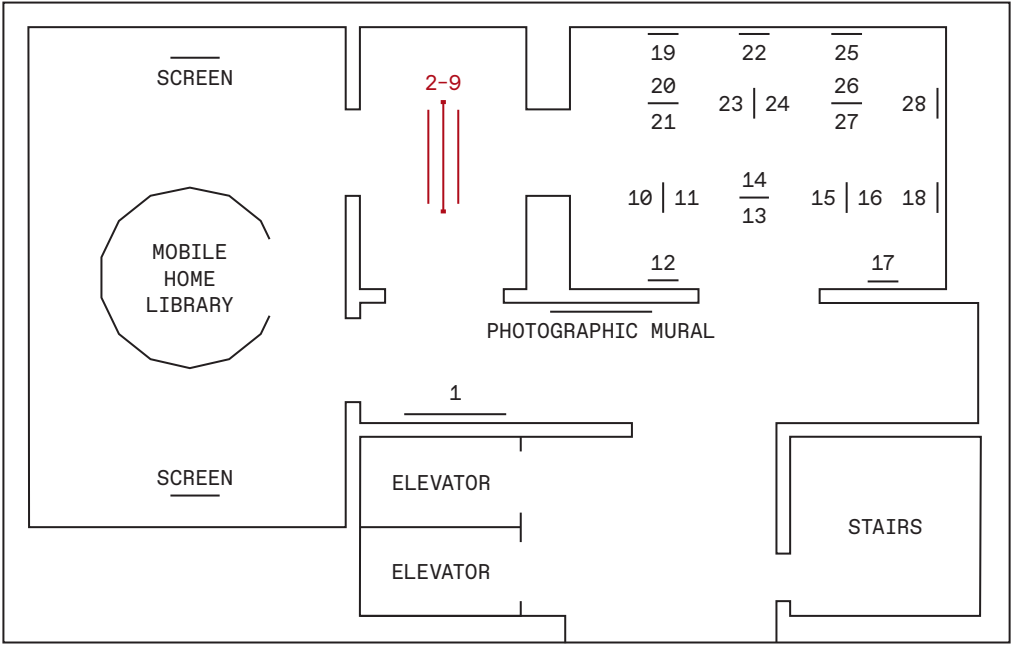 SCREEN
2–9
19
22
25
20
21
23
24
26
27
28
10
11
14
13
15
16
18
12
17
MOBILE
HOME
LIBRARY
PHOTOGRAPHIC MURAL
1
SCREEN
ELEVATOR
ELEVATOR
STAIRS